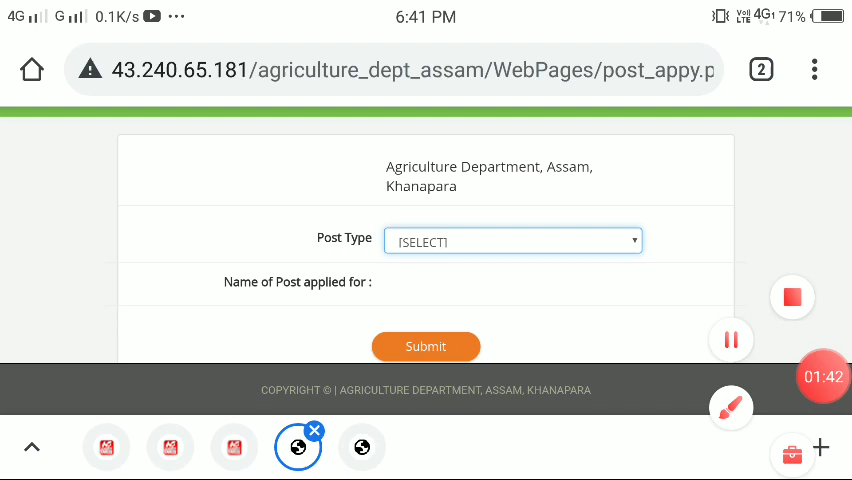 4G G 0.1K/s 6:41 PM VoLTE 4G 71%
43.240.65.181/agriculture_dept_assam/WebPages/post_appy.p 2
Agriculture Department, Assam,
Khanapara
Post Type [SELECT]
Name of Post applied for :
Submit
01:42
COPYRIGHT © | AGRICULTURE DEPARTMENT, ASSAM, KHANAPARA